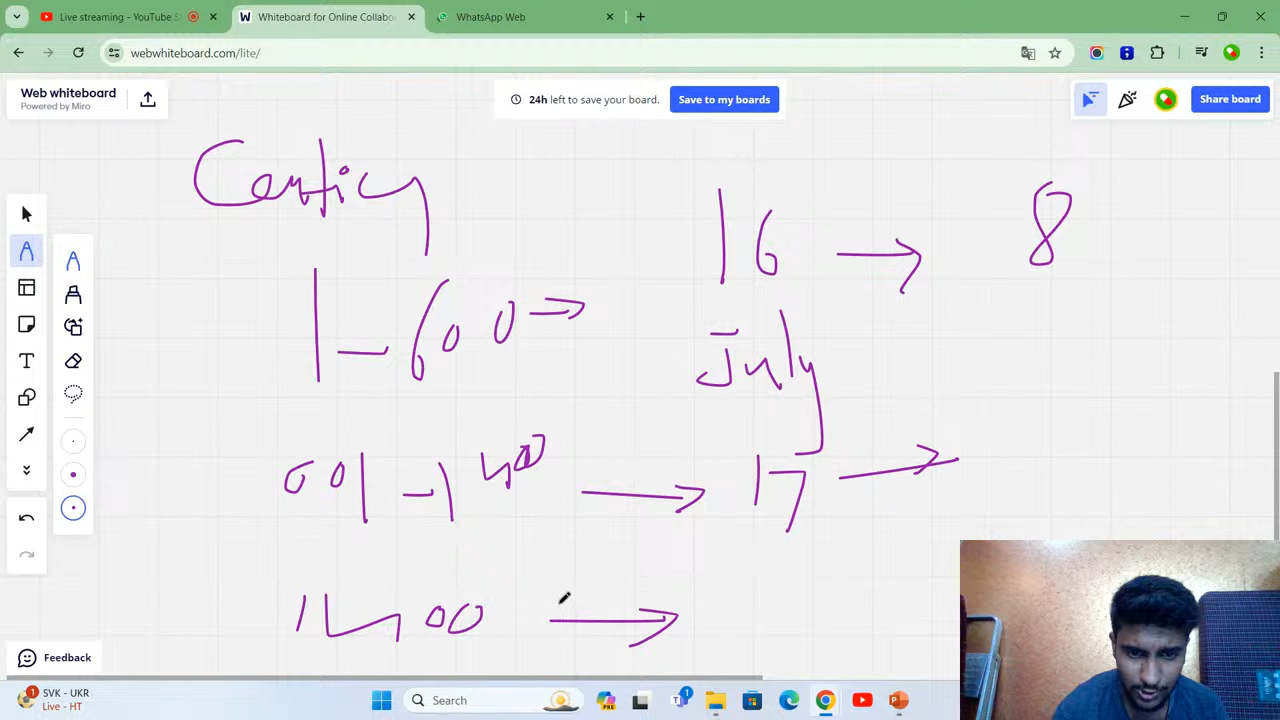 Live streaming - YouTube S
Whiteboard for Online Collabo
WhatsApp Web
webwhiteboard.com/lite/
Web whiteboard
Powered by Miro
24h left to save your board.
Save to my boards
Share board
16 → 8
1-600 →
July
001-1400 → 17 →
1400 →
Feedback
1
SVK - UKR
Live - HT
Search